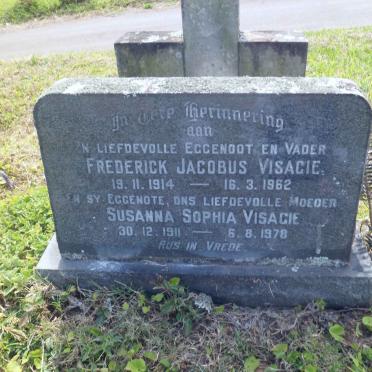 In Tere Herinnering
aan
'N LIEFDEVOLLE EGGENOOT EN VADER
FREDERICK JACOBUS VISAGIE
19.11.1914 — 16.3.1962
EN SY EGGENOTE, ONS LIEFDEVOLLE MOEDER
SUSANNA SOPHIA VISAGIE
30.12.1911 — 6.8.1978
RUS IN VREDE